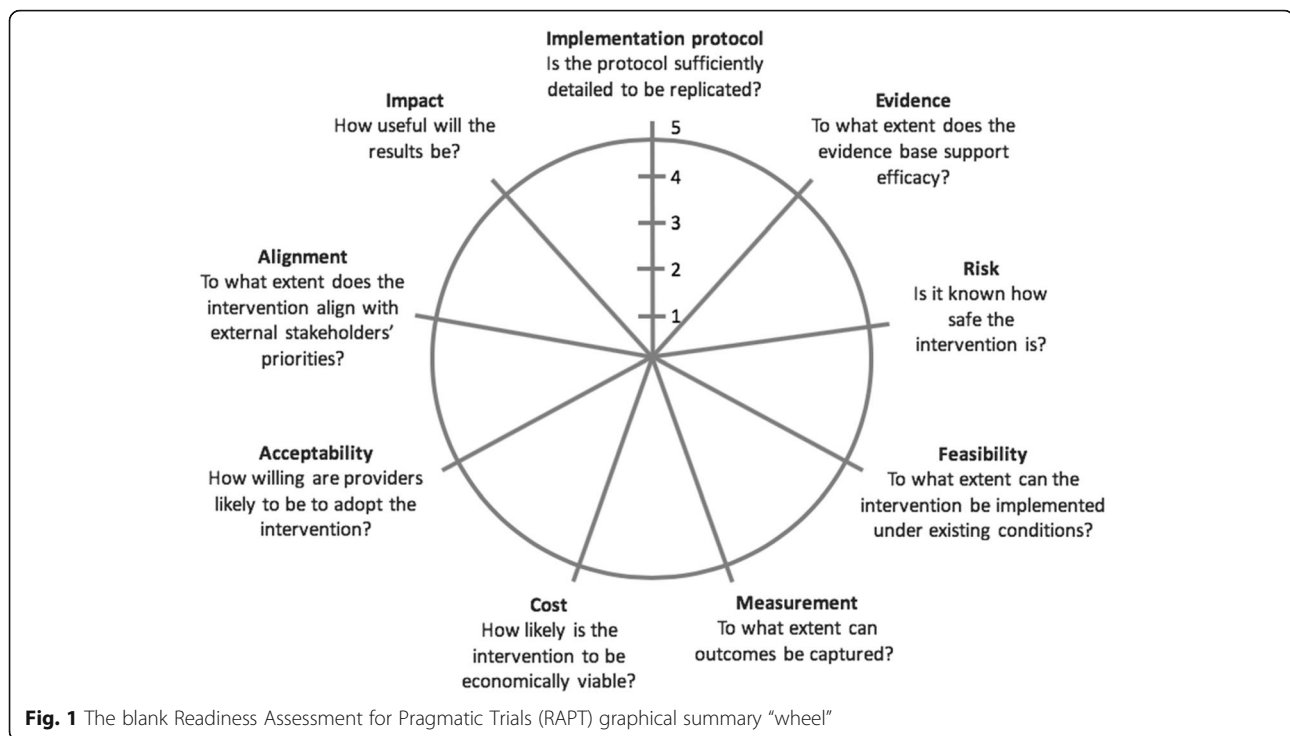 Implementation protocol
Is the protocol sufficiently
detailed to be replicated?
Impact
How useful will the
results be?
Evidence
To what extent does the
evidence base support
efficacy?
5
4
3
2
1
Alignment
To what extent does the
intervention align with
external stakeholders’
priorities?
Risk
Is it known how
safe the
intervention is?
Acceptability
How willing are providers
likely to be to adopt the
intervention?
Feasibility
To what extent can the
intervention be implemented
under existing conditions?
Cost
How likely is the
intervention to be
economically viable?
Measurement
To what extent can
outcomes be captured?
Fig. 1 The blank Readiness Assessment for Pragmatic Trials (RAPT) graphical summary “wheel”